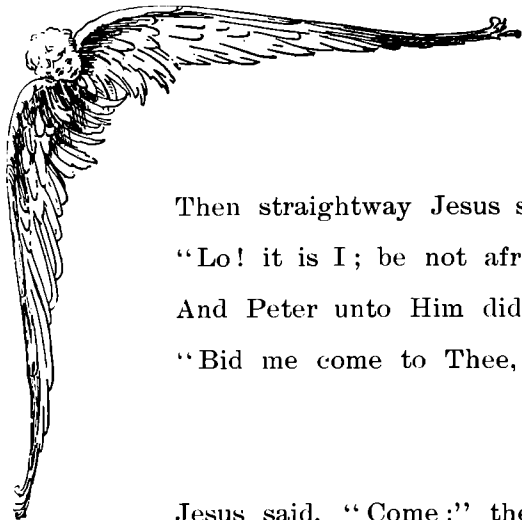 Then straightway Jesus
"Lo! it is I; be not
And Peter unto Him did
"Bid me come to Thee,
Jesus said, "Come:"